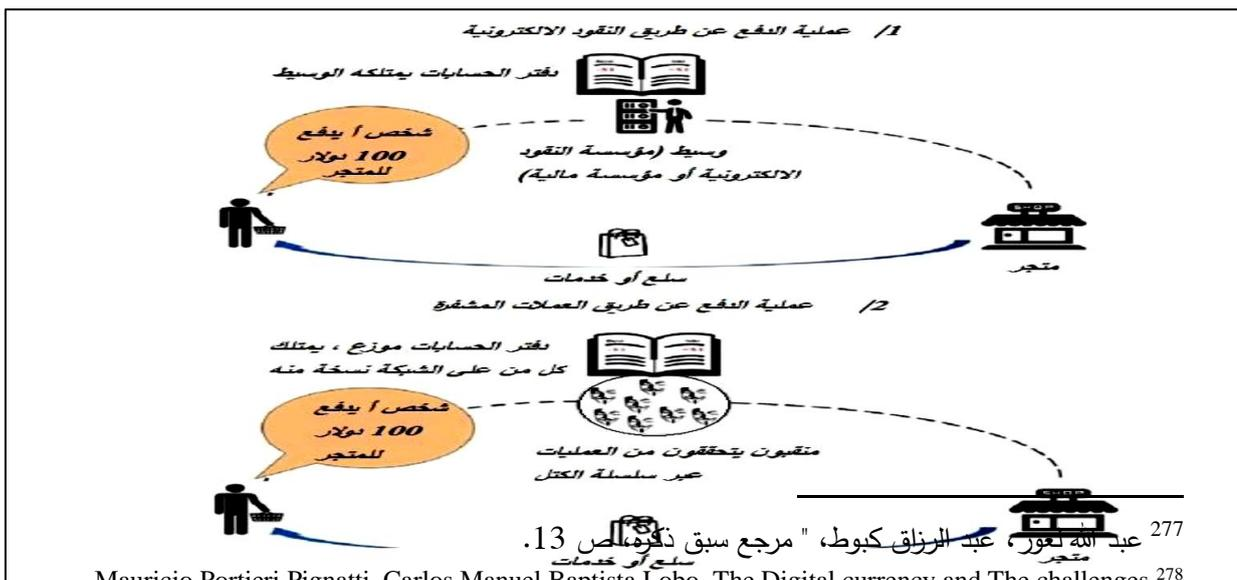 1/ عملية الدفع عن طريق النقود الالكترونية
دفتر الحسابات يمتلكه الوسيط
شخص أ يدفع
100 دولار
للمتجر
وسيط (مؤسسة النقود
الالكترونية أو مؤسسة مالية)
SHOP
متجر
سلع أو خدمات
2/ عملية الدفع عن طريق العملات المشفرة
دفتر الحسابات موزع ، يمتلك
كل من على الشبكة نسخة منه
شخص أ يدفع
100 دولار
للمتجر
منقبون يتحققون من العمليات
عبر سلسلة الكتل
متجر
سلع أو خدمات
277 عبد الله لعور، عبد الرزاق كبوط، " مرجع سبق ذكره، ص 13.
Mauricio Portieri Pignatti, Carlos Manuel Baptista Lobo, The Digital currency and The challenges 278